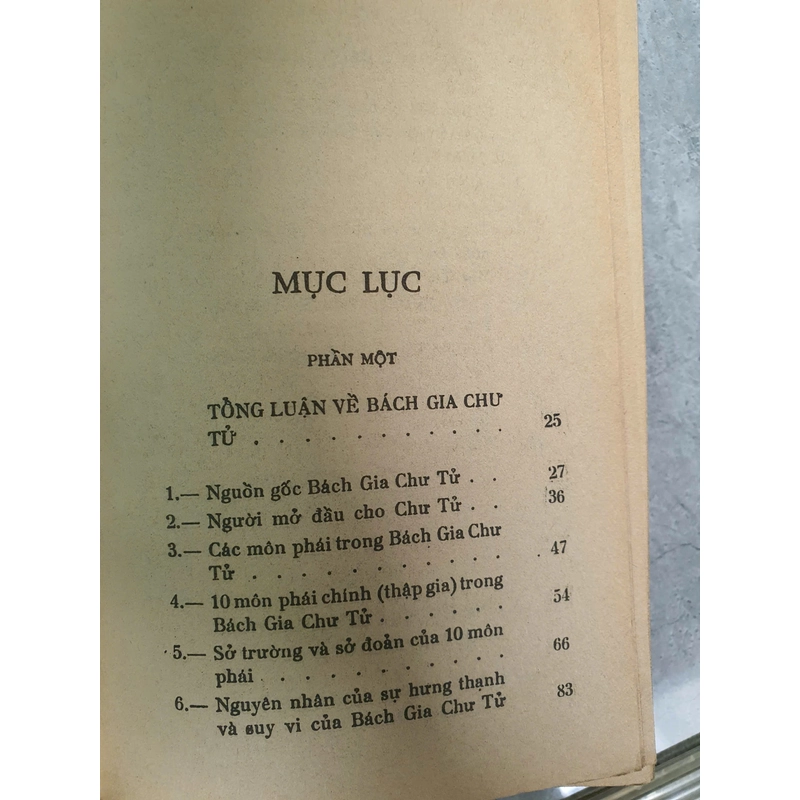 MỤC LỤC
PHẦN MỘT
TỔNG LUẬN VỀ BÁCH GIA CHƯ
TỬ . . . . . . . . . . . 25
1.— Nguồn gốc Bách Gia Chư Tử . . 27
2.— Người mở đầu cho Chư Tử . . 36
3.— Các môn phái trong Bách Gia Chư
Tử . . . . . . . . . . 47
4.— 10 môn phái chính (thập gia) trong
Bách Gia Chư Tử . . . . . 54
5.— Sở trường và sở đoản của 10 môn
phái . . . . . . . . . . 66
6.— Nguyên nhân của sự hưng thạnh
và suy vi của Bách Gia Chư Tử 83